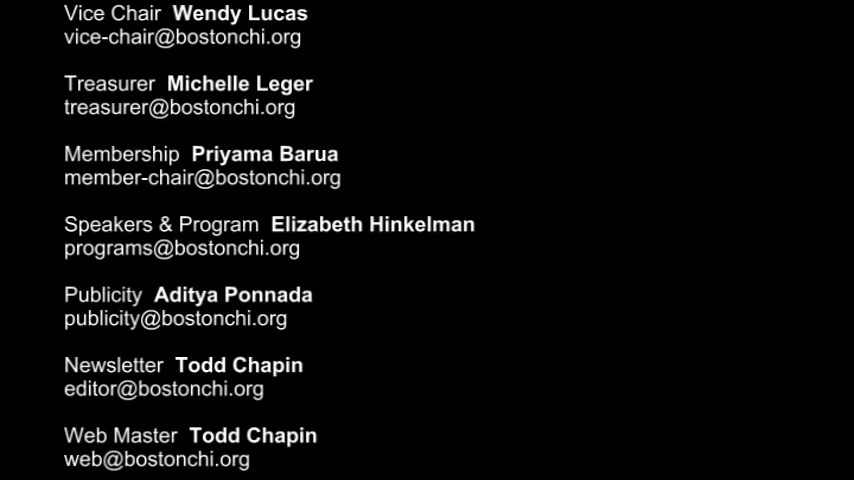 Vice Chair Wendy Lucas
vice-chair@bostonchi.org
Treasurer Michelle Leger
treasurer@bostonchi.org
Membership Priyama Barua
member-chair@bostonchi.org
Speakers & Program Elizabeth Hinkelman
programs@bostonchi.org
Publicity Aditya Ponnada
publicity@bostonchi.org
Newsletter Todd Chapin
editor@bostonchi.org
Web Master Todd Chapin
web@bostonchi.org